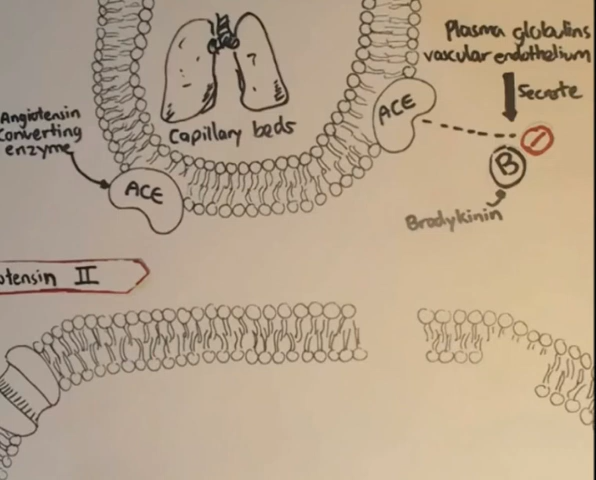 Plasma globulins
vascular endothelium
Secrete
Angiotensin
Converting
enzyme
Capillary beds
ACE
ACE
B
Bradykinin
otensin II